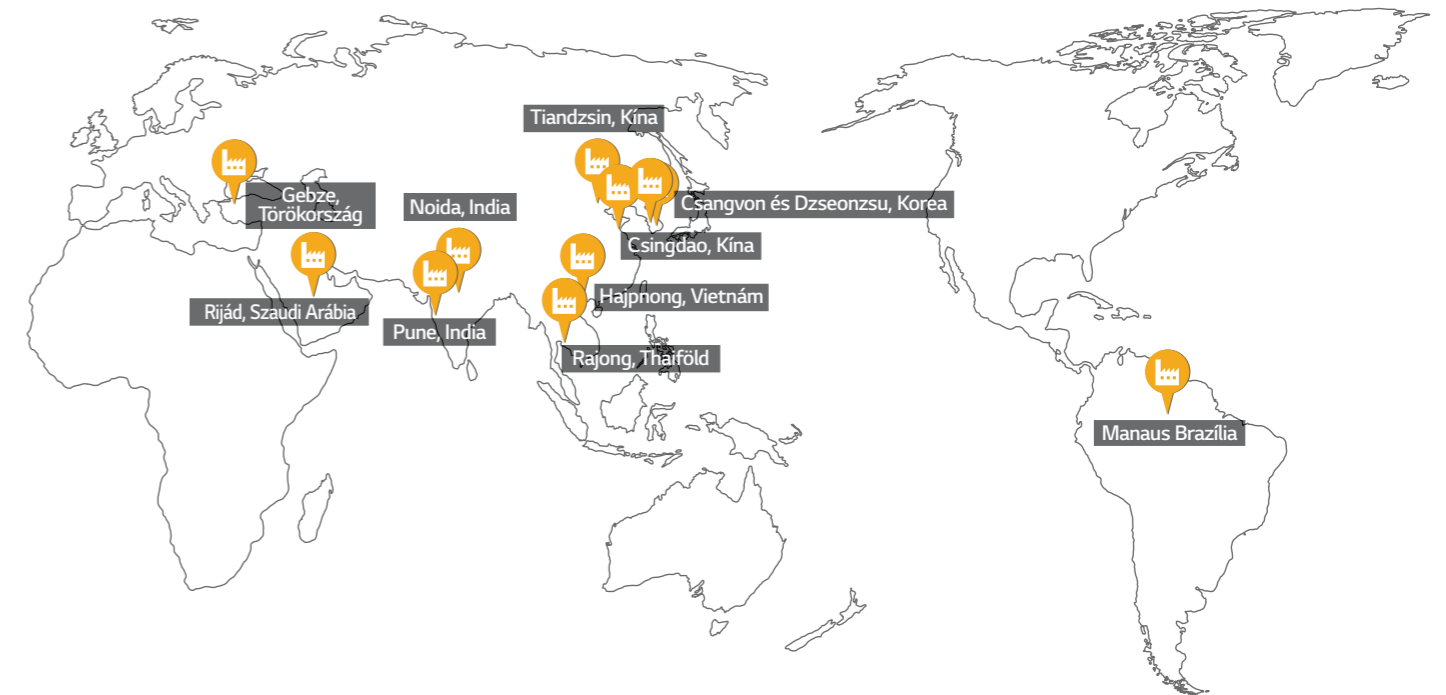 Tiandzsin, Kína
Gebze,
Törökország
Noida, India
Csangvon és Dzseonzsu, Korea
Csingdao, Kína
Rijád, Szaudi Arábia
Hajpnong, Vietnám
Pune, India
Rajong, Thaiföld
Manaus Brazília